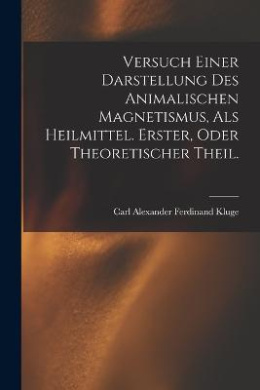 Versuch Einer
Darstellung Des
Animalischen
Magnetismus, Als
Heilmittel. Erster, Oder
Theoretischer Theil.
Carl Alexander Ferdinand Kluge